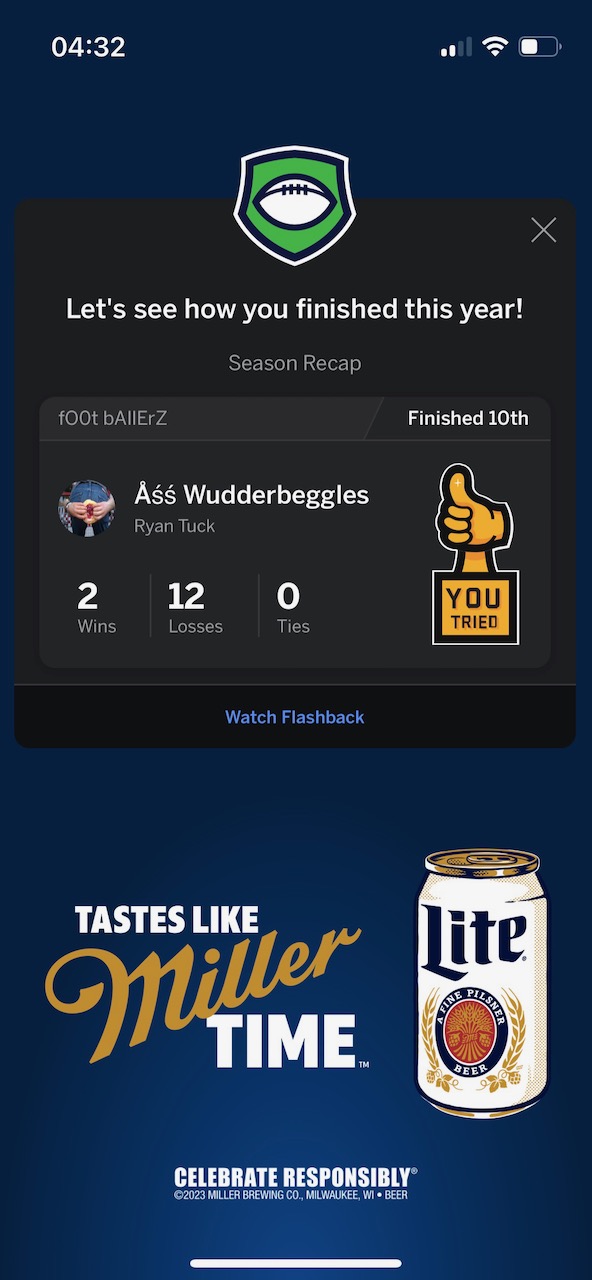 04:32
Let's see how you finished this year!
Season Recap
fOOt bAllErZ
Finished 10th
Åśś Wudderbeggles
Ryan Tuck
2
Wins
12
Losses
0
Ties
YOU
TRIED
Watch Flashback
TASTES LIKE
Miller
TIME™
Lite®
A FINE PILSNER
BEER
CELEBRATE RESPONSIBLY®
©2023 MILLER BREWING CO., MILWAUKEE, WI • BEER